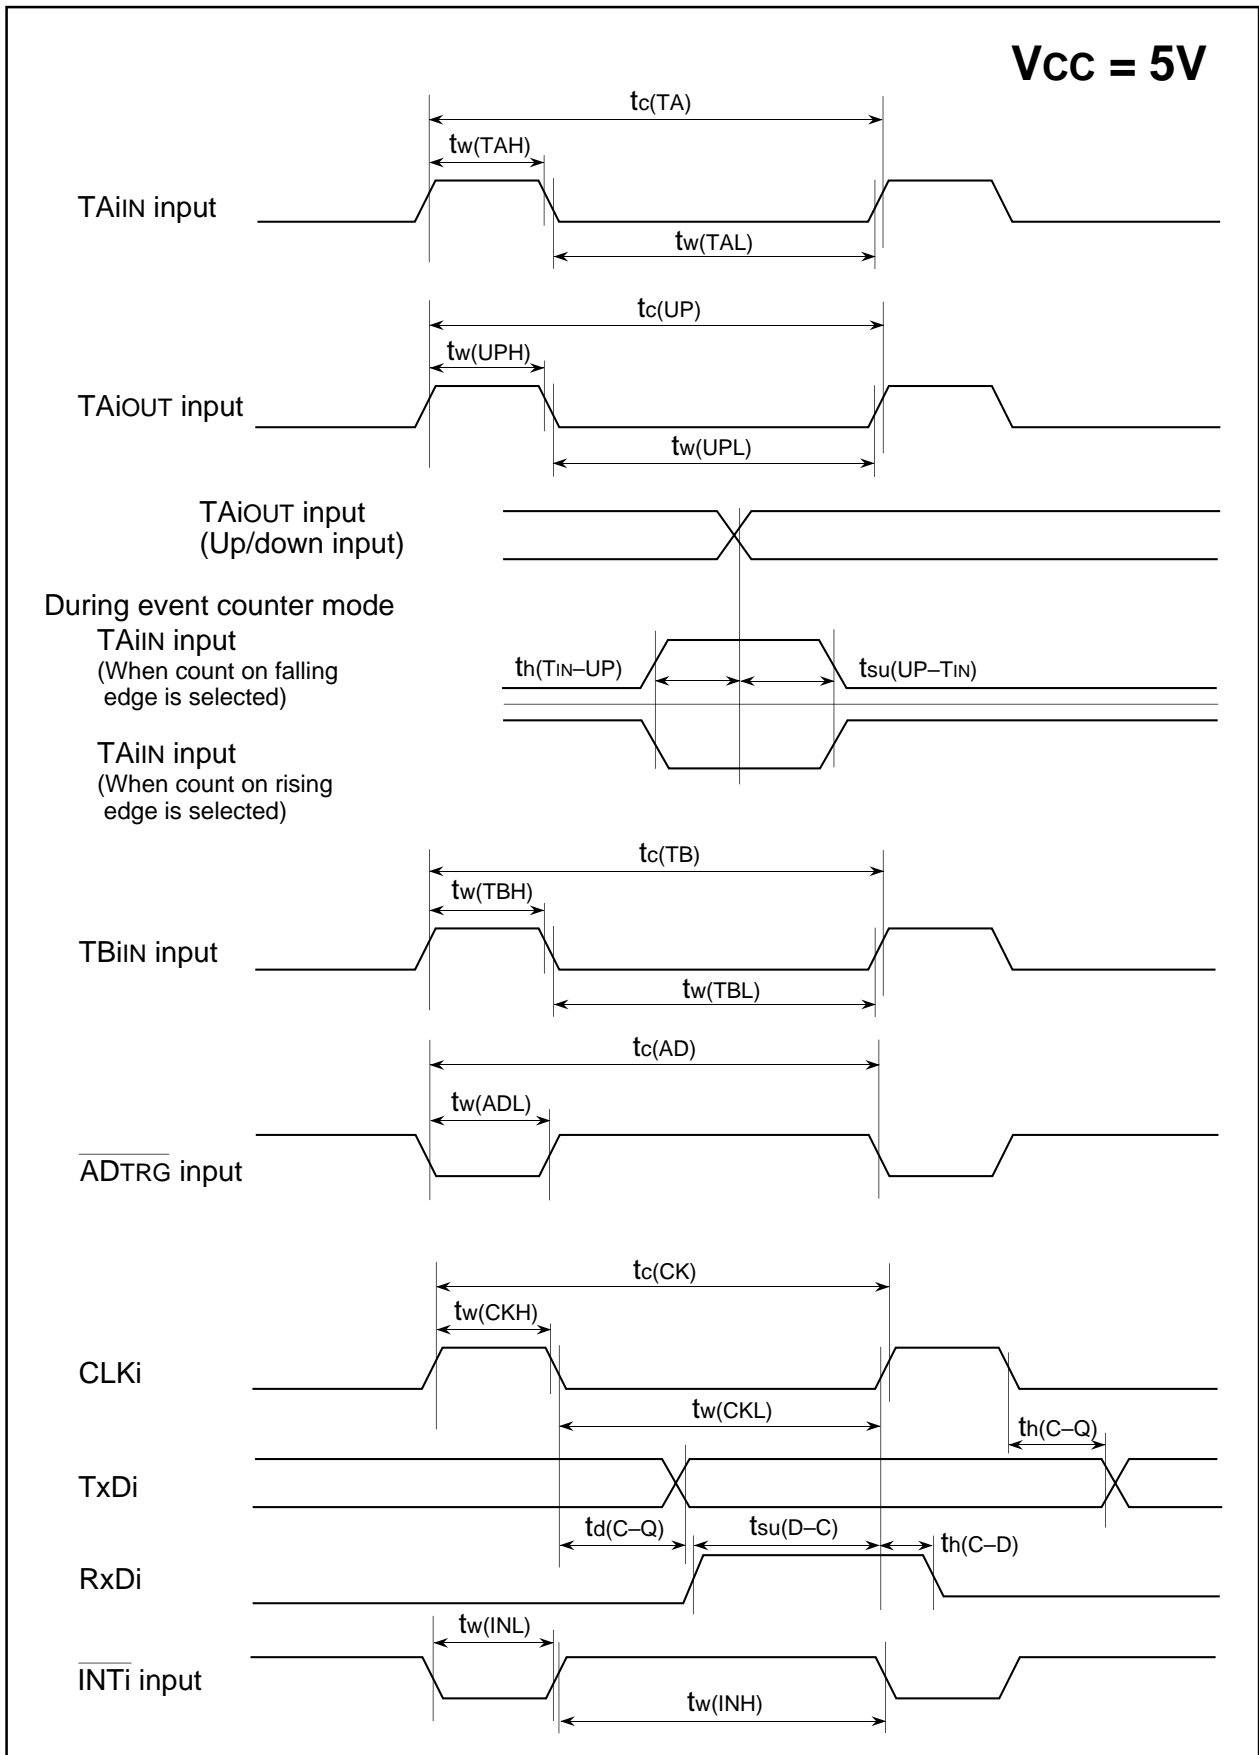 VCC = 5V
tc(TA)
tw(TAH)
TAiIN input
tw(TAL)
tc(UP)
tw(UPH)
TAiOUT input
tw(UPL)
TAiOUT input
(Up/down input)
During event counter mode
TAiIN input
(When count on falling
edge is selected)
th(TIN–UP)
tsu(UP–TIN)
TAiIN input
(When count on rising
edge is selected)
tc(TB)
tw(TBH)
TBiIN input
tw(TBL)
tc(AD)
tw(ADL)
ADTRG input
tc(CK)
tw(CKH)
CLKi
tw(CKL)
th(C–Q)
TxDi
td(C–Q)
tsu(D–C)
th(C–D)
RxDi
tw(INL)
INTi input
tw(INH)